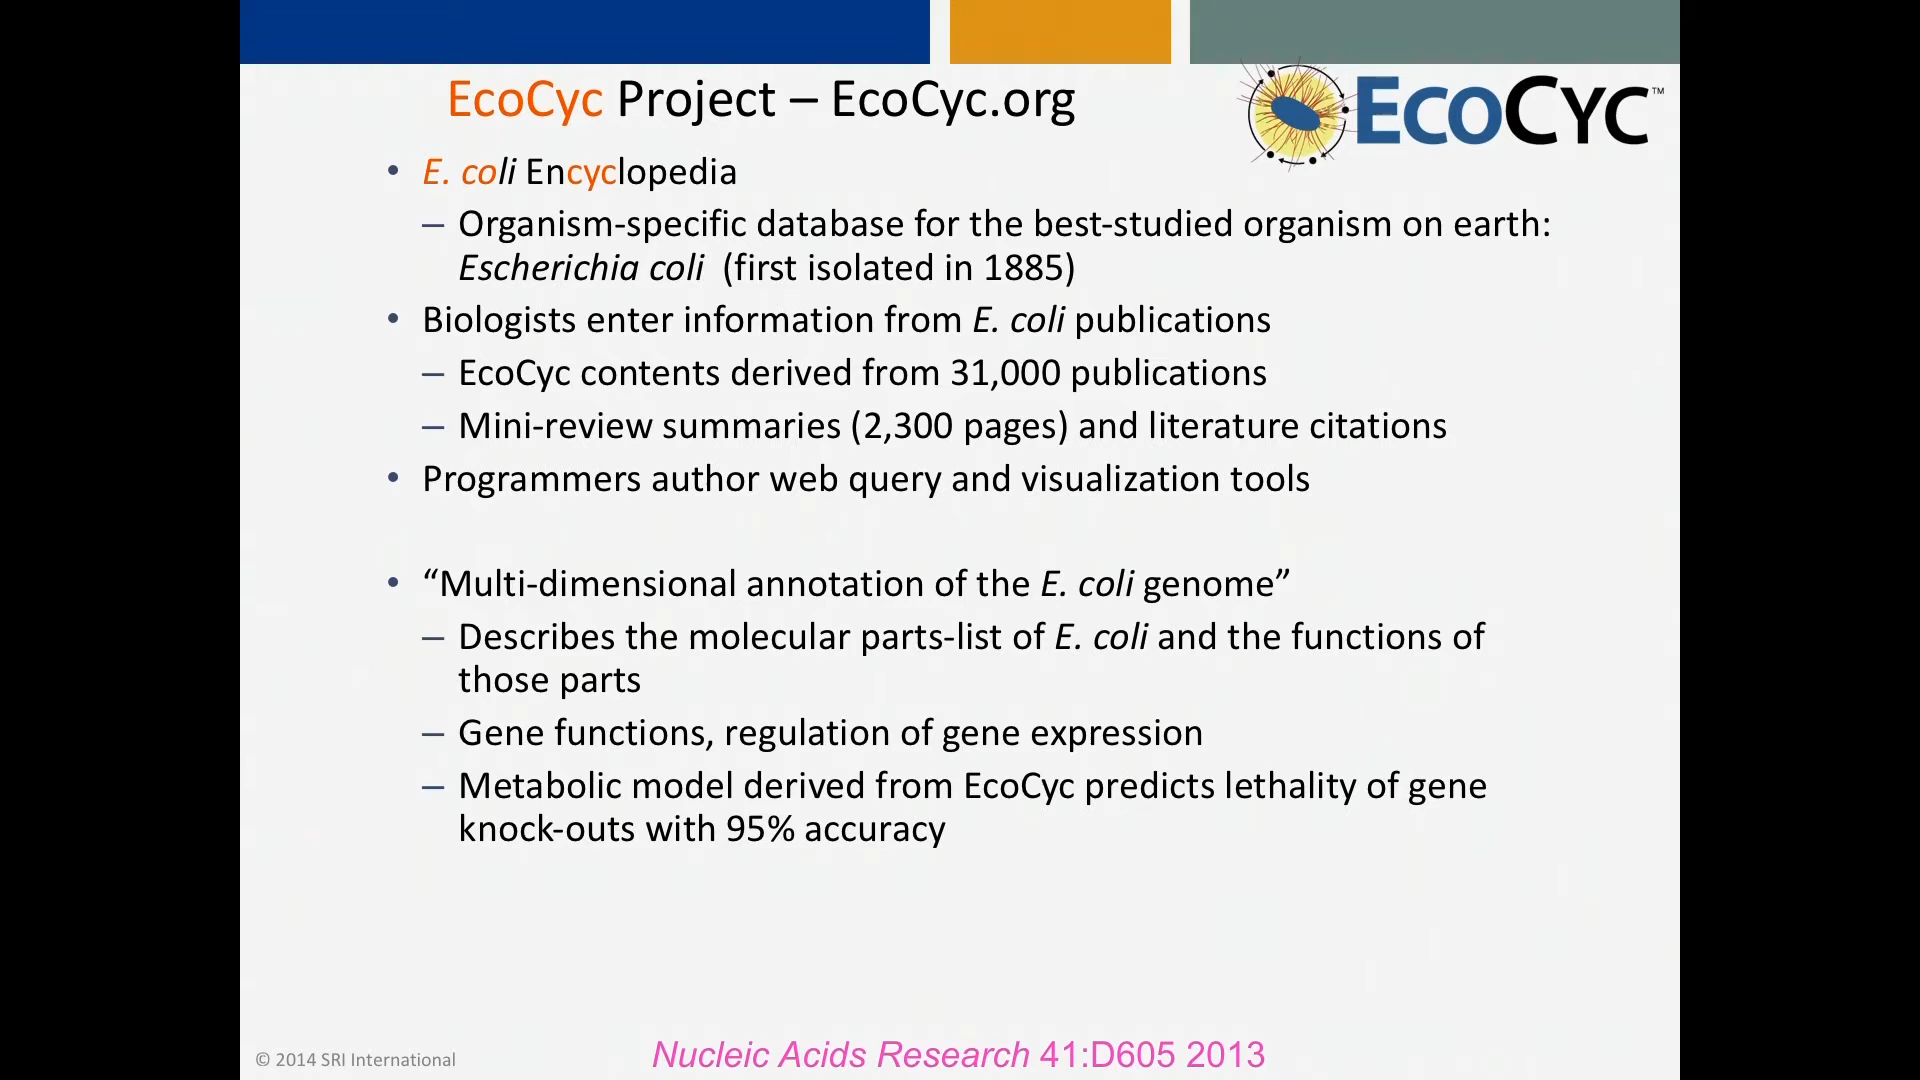 EcoCyc Project – EcoCyc.org
EcoCyc™
• E. coli Encyclopedia
– Organism-specific database for the best-studied organism on earth:
Escherichia coli (first isolated in 1885)
• Biologists enter information from E. coli publications
– EcoCyc contents derived from 31,000 publications
– Mini-review summaries (2,300 pages) and literature citations
• Programmers author web query and visualization tools
• “Multi-dimensional annotation of the E. coli genome”
– Describes the molecular parts-list of E. coli and the functions of
those parts
– Gene functions, regulation of gene expression
– Metabolic model derived from EcoCyc predicts lethality of gene
knock-outs with 95% accuracy
© 2014 SRI International
Nucleic Acids Research 41:D605 2013